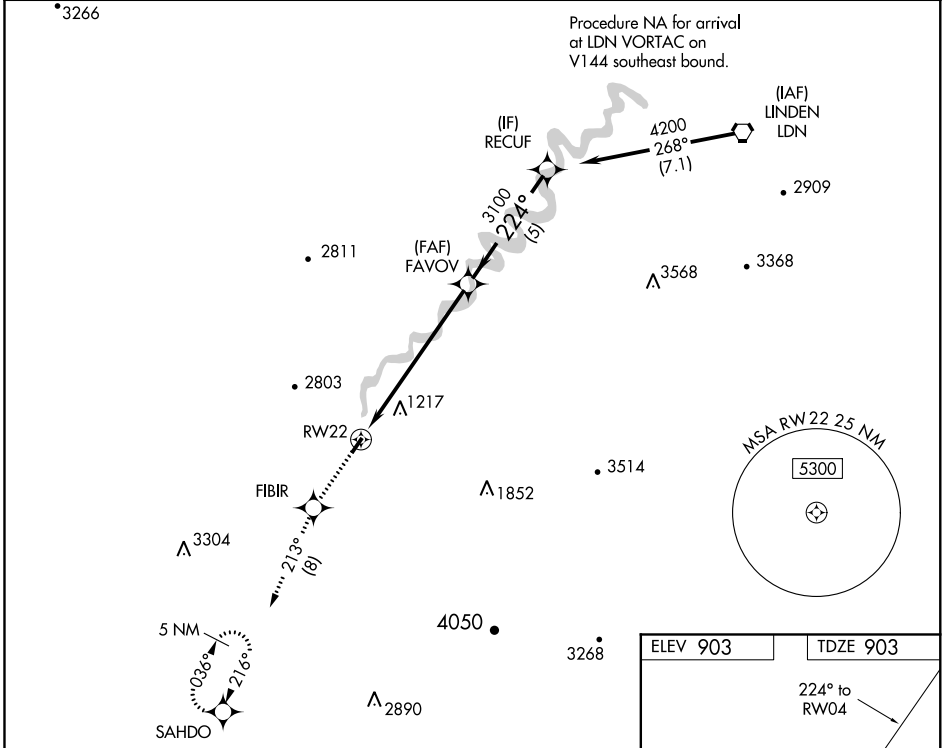 3266
Procedure NA for arrival
at LDN VORTAC on
V144 southeast bound.
(IAF)
LINDEN
LDN
(IF)
RECUF
4200
268°
(7.1)
2909
3100
224°
(5)
2811
(FAF)
FAVOV
3568
3368
2803
1217
RW22
MSA RW22 25 NM
5300
3514
FIBIR
1852
3304
213°
(8)
4050
5 NM
3268
036°
216°
SAHDO
2890
ELEV 903
TDZE 903
224° to
RW04